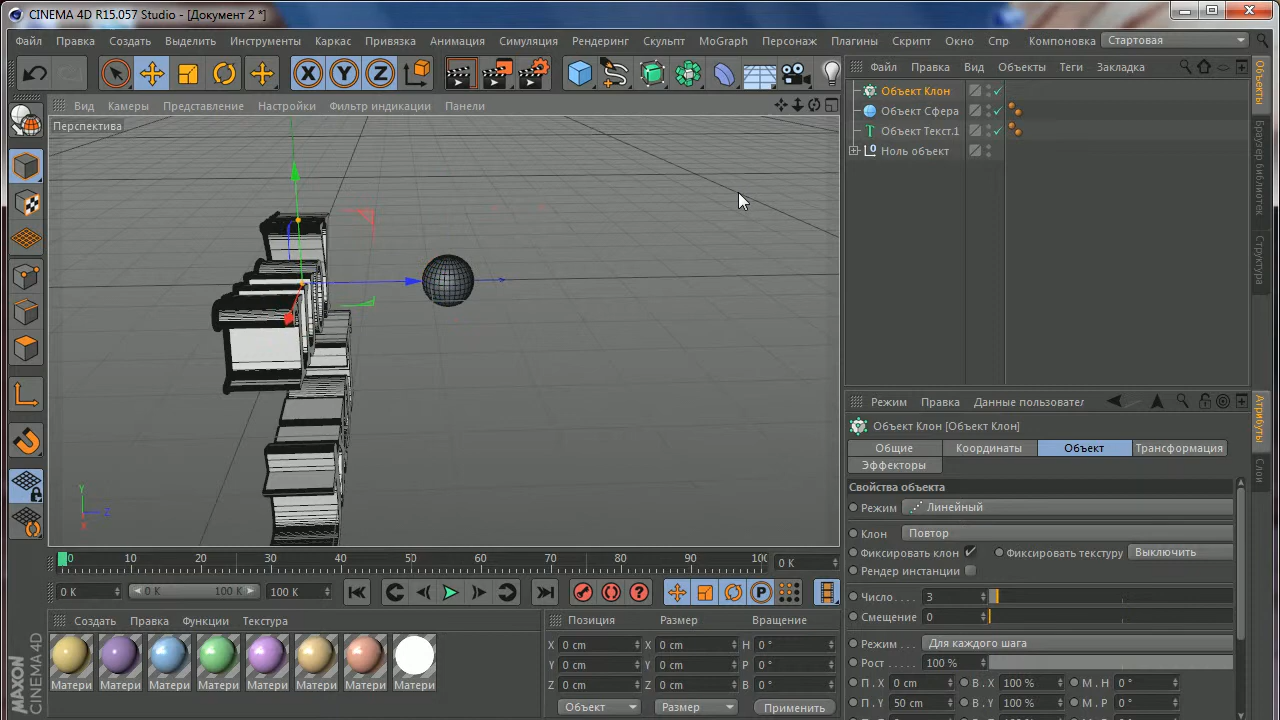 CINEMA 4D R15.057 Studio - [Документ 2 *]
Файл Правка Создать Выделить Инструменты Каркас Привязка Анимация Симуляция Рендеринг Скульпт MoGraph Персонаж Плагины Скрипт Окно Спр Компоновка Стартовая
X Y Z
Файл Правка Вид Объекты Теги Закладка
Вид Камеры Представление Настройки Фильтр индикации Панели
Перспектива
Объект Клон
Объект Сфера
Объект Текст.1
Ноль объект
Объекты
Браузер библиотек
Структура
Y
Z
X
Режим Правка Данные пользовател
Объект Клон [Объект Клон]
Общие Координаты Объект Трансформация
Эффекторы
Атрибуты
Слои
Свойства объекта
Режим Линейный
Клон Повтор
Фиксировать клон Фиксировать текстуру Выключить
Рендер инстанции
Число . . . . 3
Смещение 0
Режим . . . . Для каждого шага
Рост . . . . . 100 %
П . X 0 cm В . X 100 % М . H 0 °
П . Y 50 cm В . Y 100 % М . P 0 °
0 10 20 30 40 50 60 70 80 90 100 0 K
0 K 0 K 100 K 100 K
P
Создать Правка Функции Текстура
Матери Матери Матери Матери Матери Матери Матери Матери
Позиция Размер Вращение
X 0 cm X 0 cm H 0 °
Y 0 cm Y 0 cm P 0 °
Z 0 cm Z 0 cm B 0 °
Объект Размер Применить
MAXON
CINEMA 4D